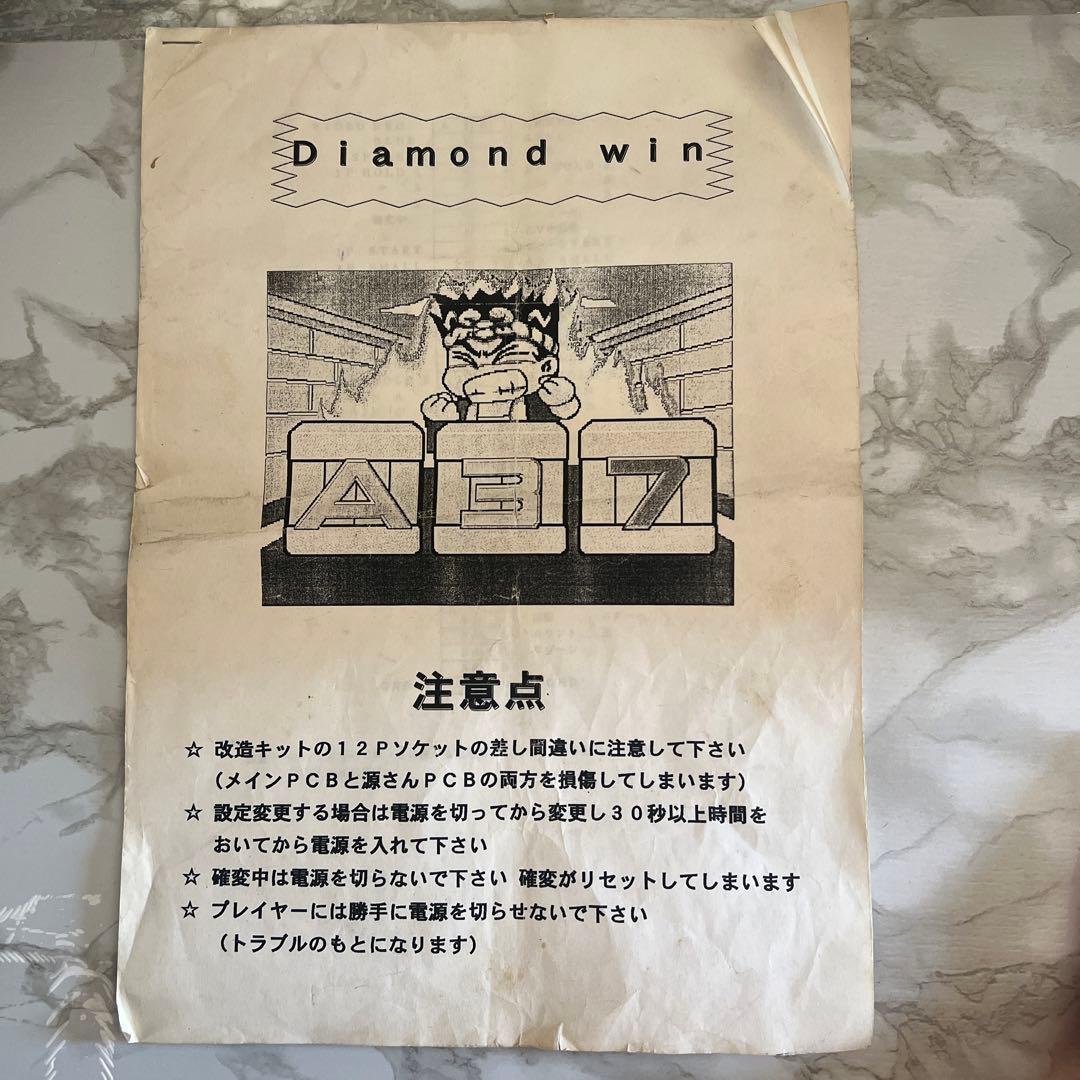 Diamond win
A 3 7
注意点
☆ 改造キットの12Pソケットの差し間違いに注意して下さい
（メインPCBと源さんPCBの両方を損傷してしまいます）
☆ 設定変更する場合は電源を切ってから変更し30秒以上時間を
おいてから電源を入れて下さい
☆ 確変中は電源を切らないで下さい 確変がリセットしてしまいます
☆ プレイヤーには勝手に電源を切らせないで下さい
（トラブルのもとになります）